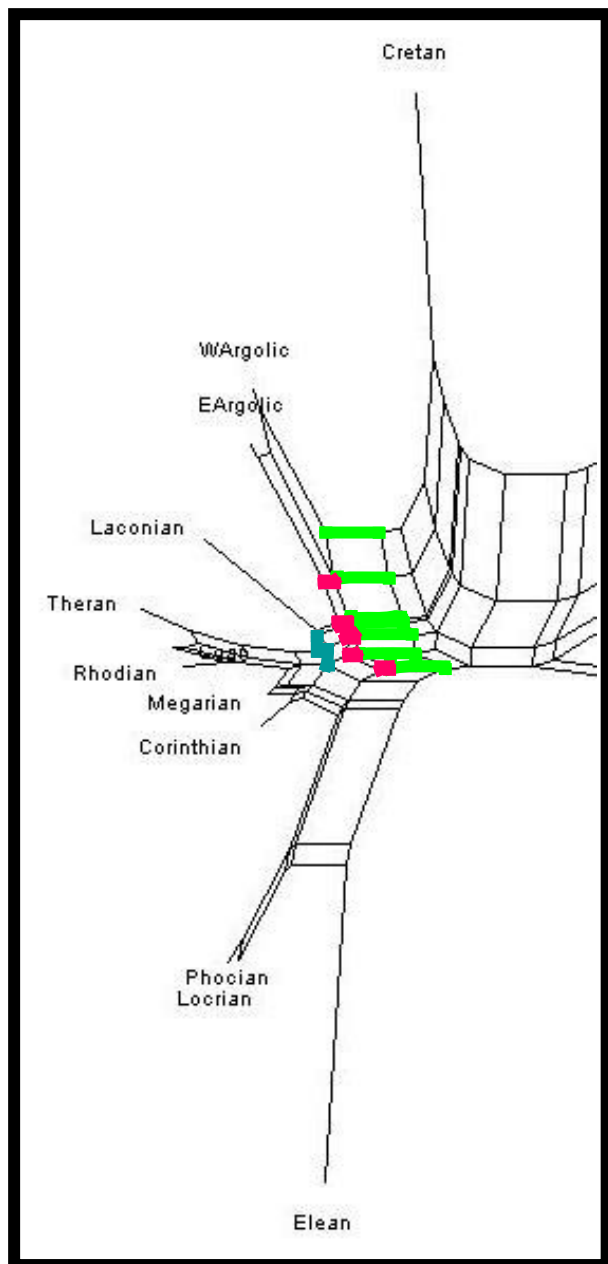 Cretan
WArgolic
EArgolic
Laconian
Theran
Rhodian
Megarian
Corinthian
Phocian
Locrian
Elean